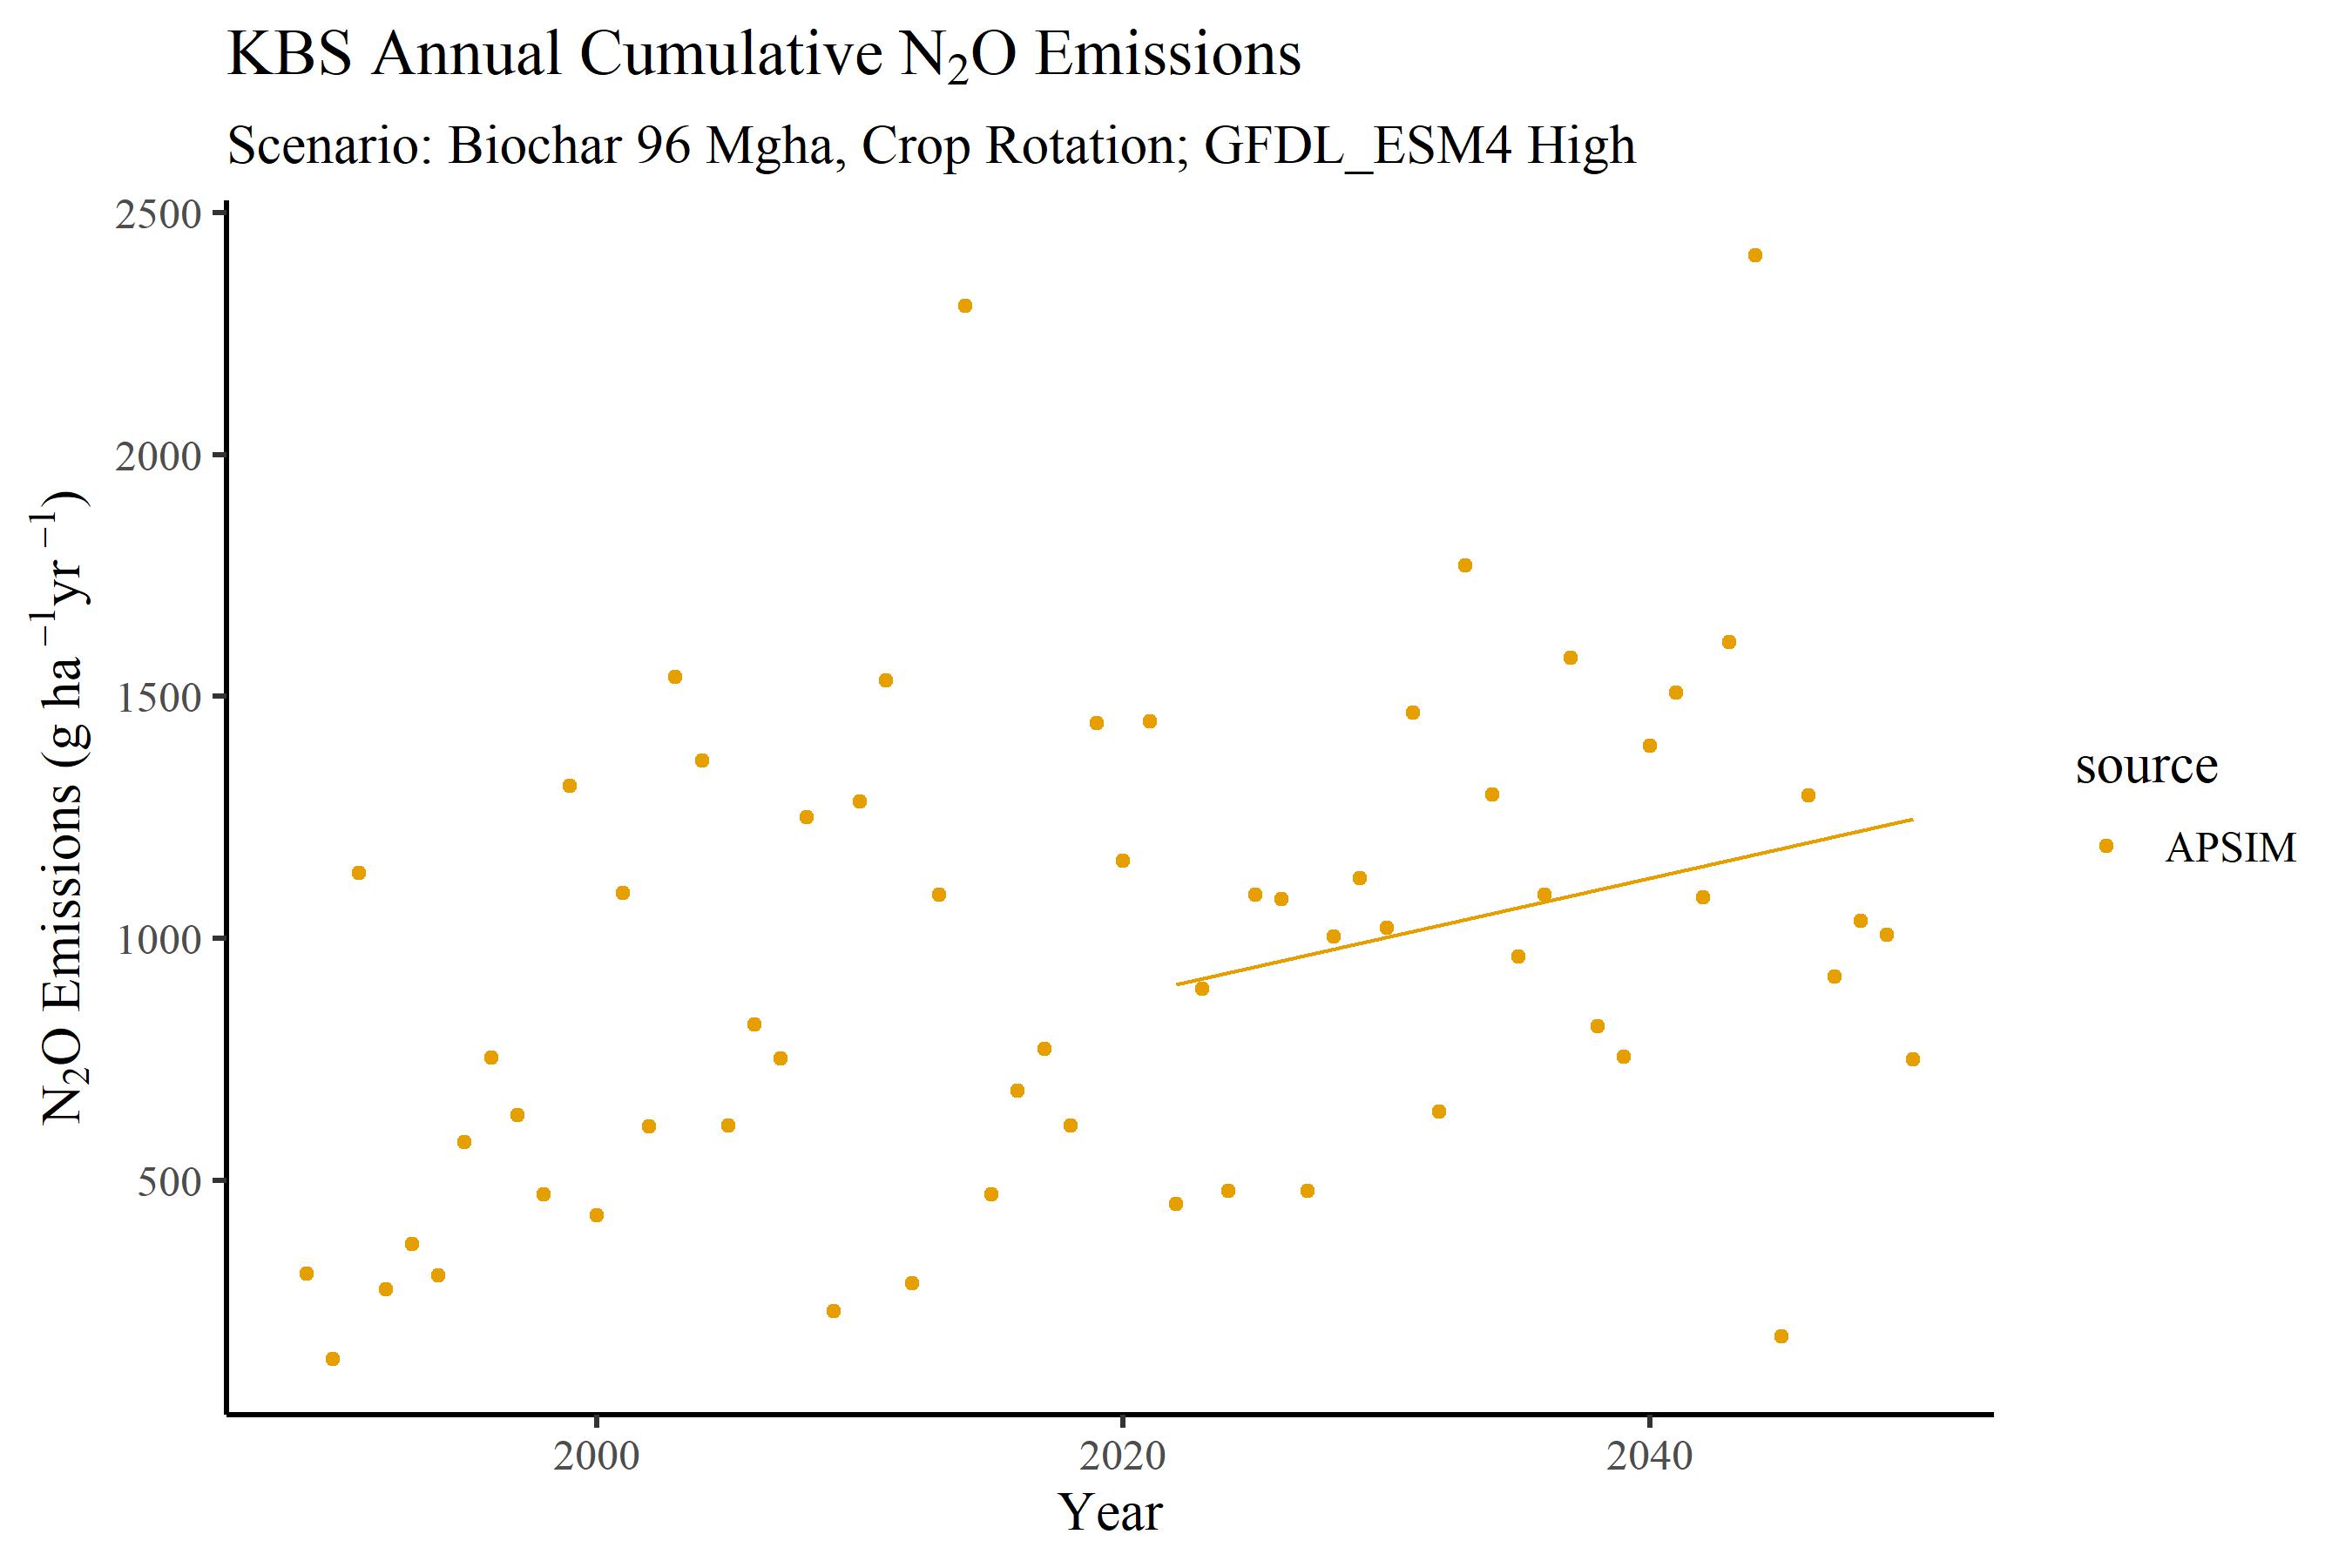 KBS Annual Cumulative N₂O Emissions
Scenario: Biochar 96 Mgha, Crop Rotation; GFDL_ESM4 High
N₂O Emissions (g ha⁻¹yr⁻¹)
2500
2000
1500
1000
500
2000 2020 2040
Year
source
APSIM